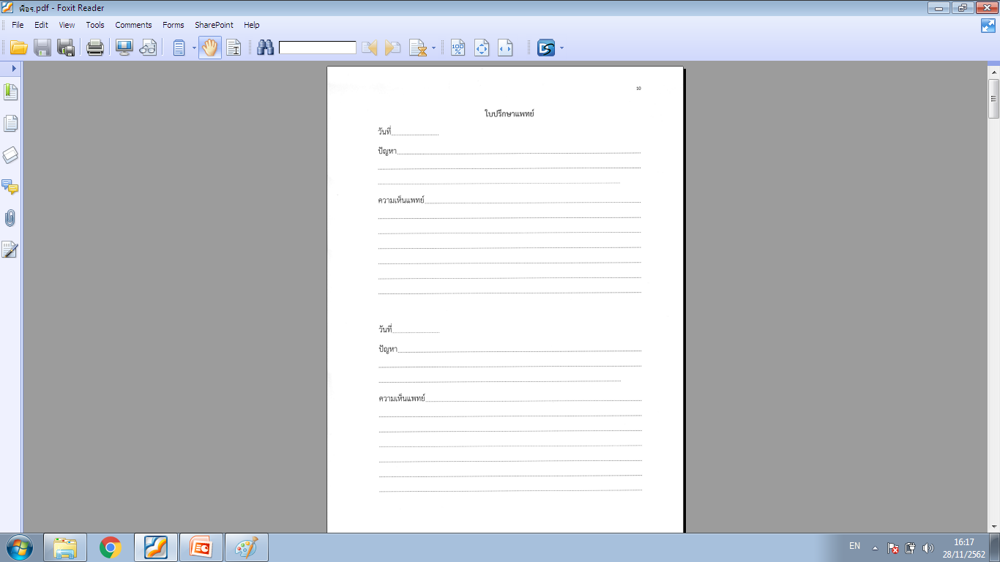 พิอร.pdf - Foxit Reader
File Edit View Tools Comments Forms SharePoint Help
100 %
10
ใบปรึกษาแพทย์
วันที่
ปัญหา
ความเห็นแพทย์
วันที่
ปัญหา
ความเห็นแพทย์
EN
16:17
28/11/2562